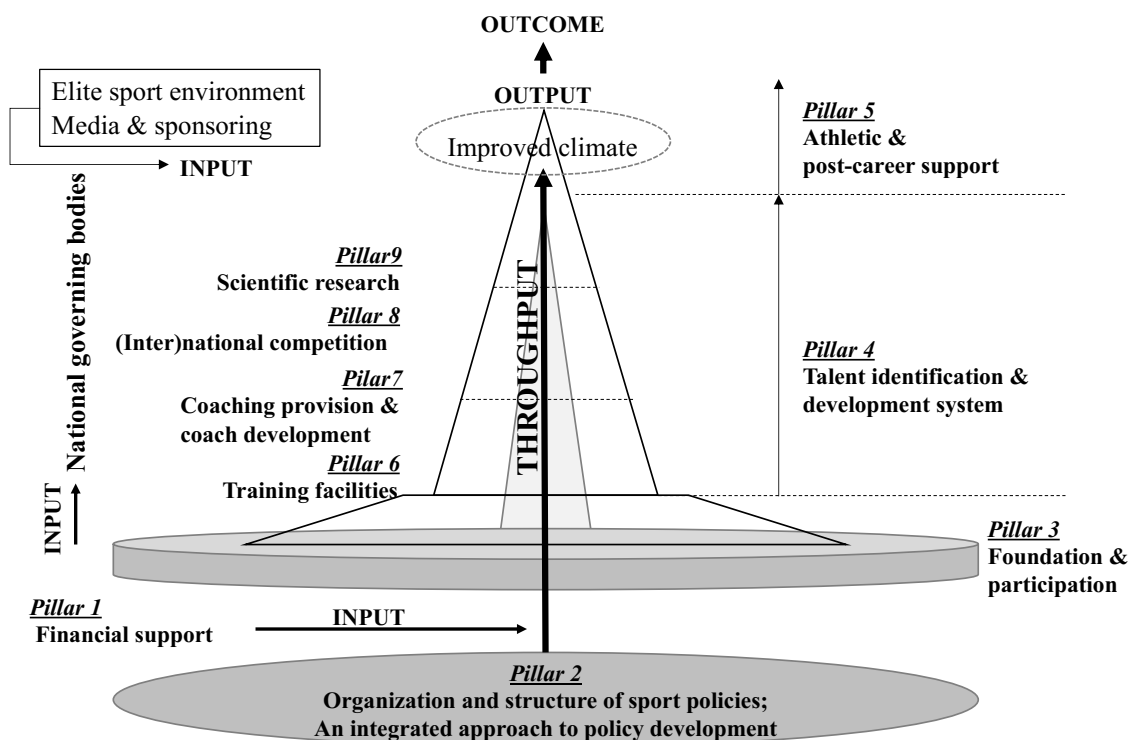 OUTCOME
OUTPUT
Improved climate
Elite sport environment
Media & sponsoring
INPUT
National governing bodies
INPUT
Pillar 5
Athletic &
post-career support
Pillar9
Scientific research
Pillar 8
(Inter)national competition
Pilar7
Coaching provision &
coach development
Pillar 6
Training facilities
THROUGHPUT
Pillar 4
Talent identification &
development system
Pillar 3
Foundation &
participation
Pillar 1
Financial support
INPUT
Pillar 2
Organization and structure of sport policies;
An integrated approach to policy development